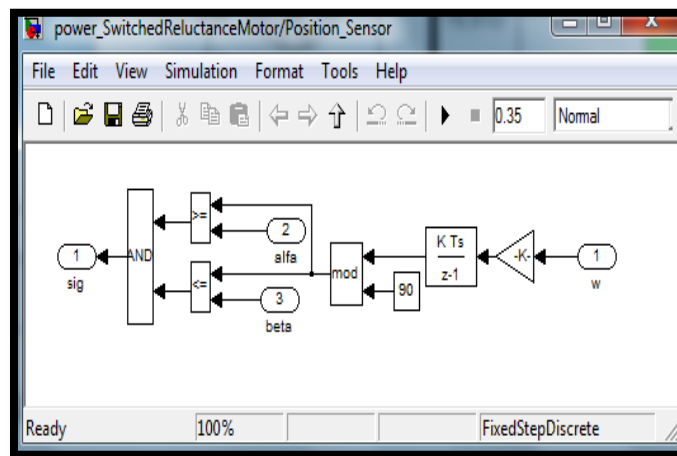 power_SwitchedReluctanceMotor/Position_Sensor
File Edit View Simulation Format Tools Help
0.35 Normal
>=
2
alfa
1
sig
AND
<=
3
beta
mod
90
K Ts
z-1
-K-
1
w
Ready 100% FixedStepDiscrete